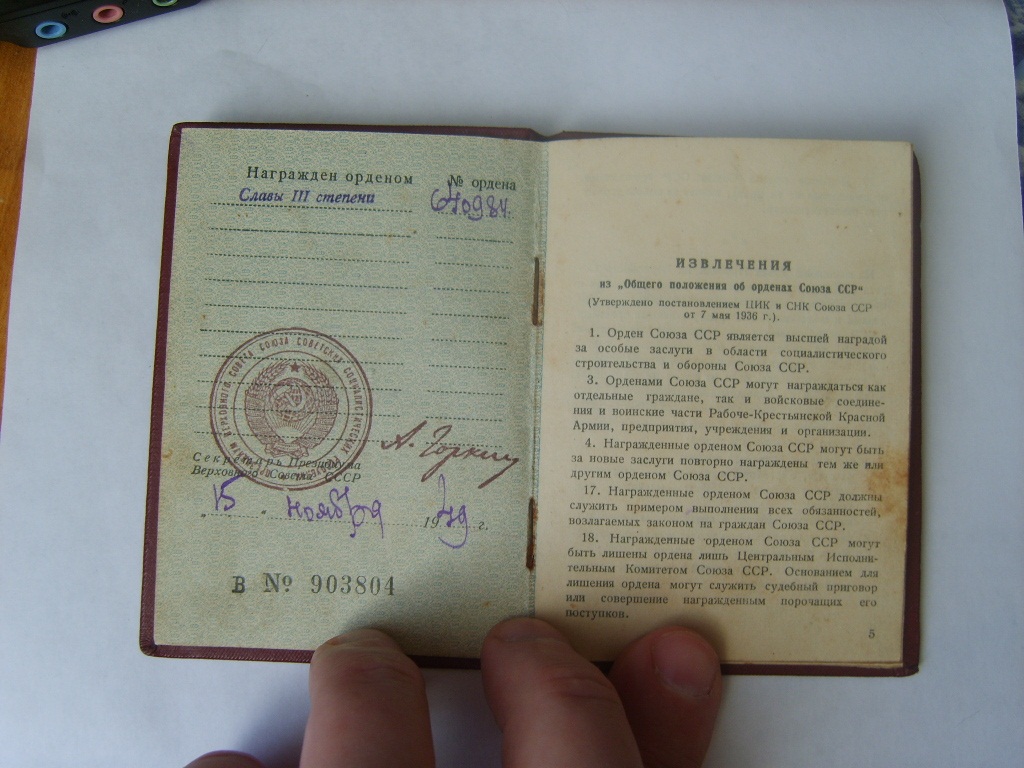 Награжден орденом
№ ордена
Славы III степени
670984.
Секретарь Президиума
Верховного Совета СССР
А. Горкин
„ 15 “ ноября 1949 г.
В № 903804
ИЗВЛЕЧЕНИЯ
из „Общего положения об орденах Союза ССР“
(Утверждено постановлением ЦИК и СНК Союза ССР
от 7 мая 1936 г.).
1. Орден Союза ССР является высшей наградой
за особые заслуги в области социалистического
строительства и обороны Союза ССР.
3. Орденами Союза ССР могут награждаться как
отдельные граждане, так и войсковые соедине-
ния и воинские части Рабоче-Крестьянской Красной
Армии, предприятия, учреждения и организации.
4. Награжденные орденом Союза ССР могут быть
за новые заслуги повторно награждены тем же или
другим орденом Союза ССР.
17. Награжденные орденом Союза ССР должны
служить примером выполнения всех обязанностей,
возлагаемых законом на граждан Союза ССР.
18. Награжденные орденом Союза ССР могут
быть лишены ордена лишь Центральным Исполни-
тельным Комитетом Союза ССР. Основанием для
лишения ордена могут служить судебный приговор
или совершение награжденным порочащих его
поступков.
5